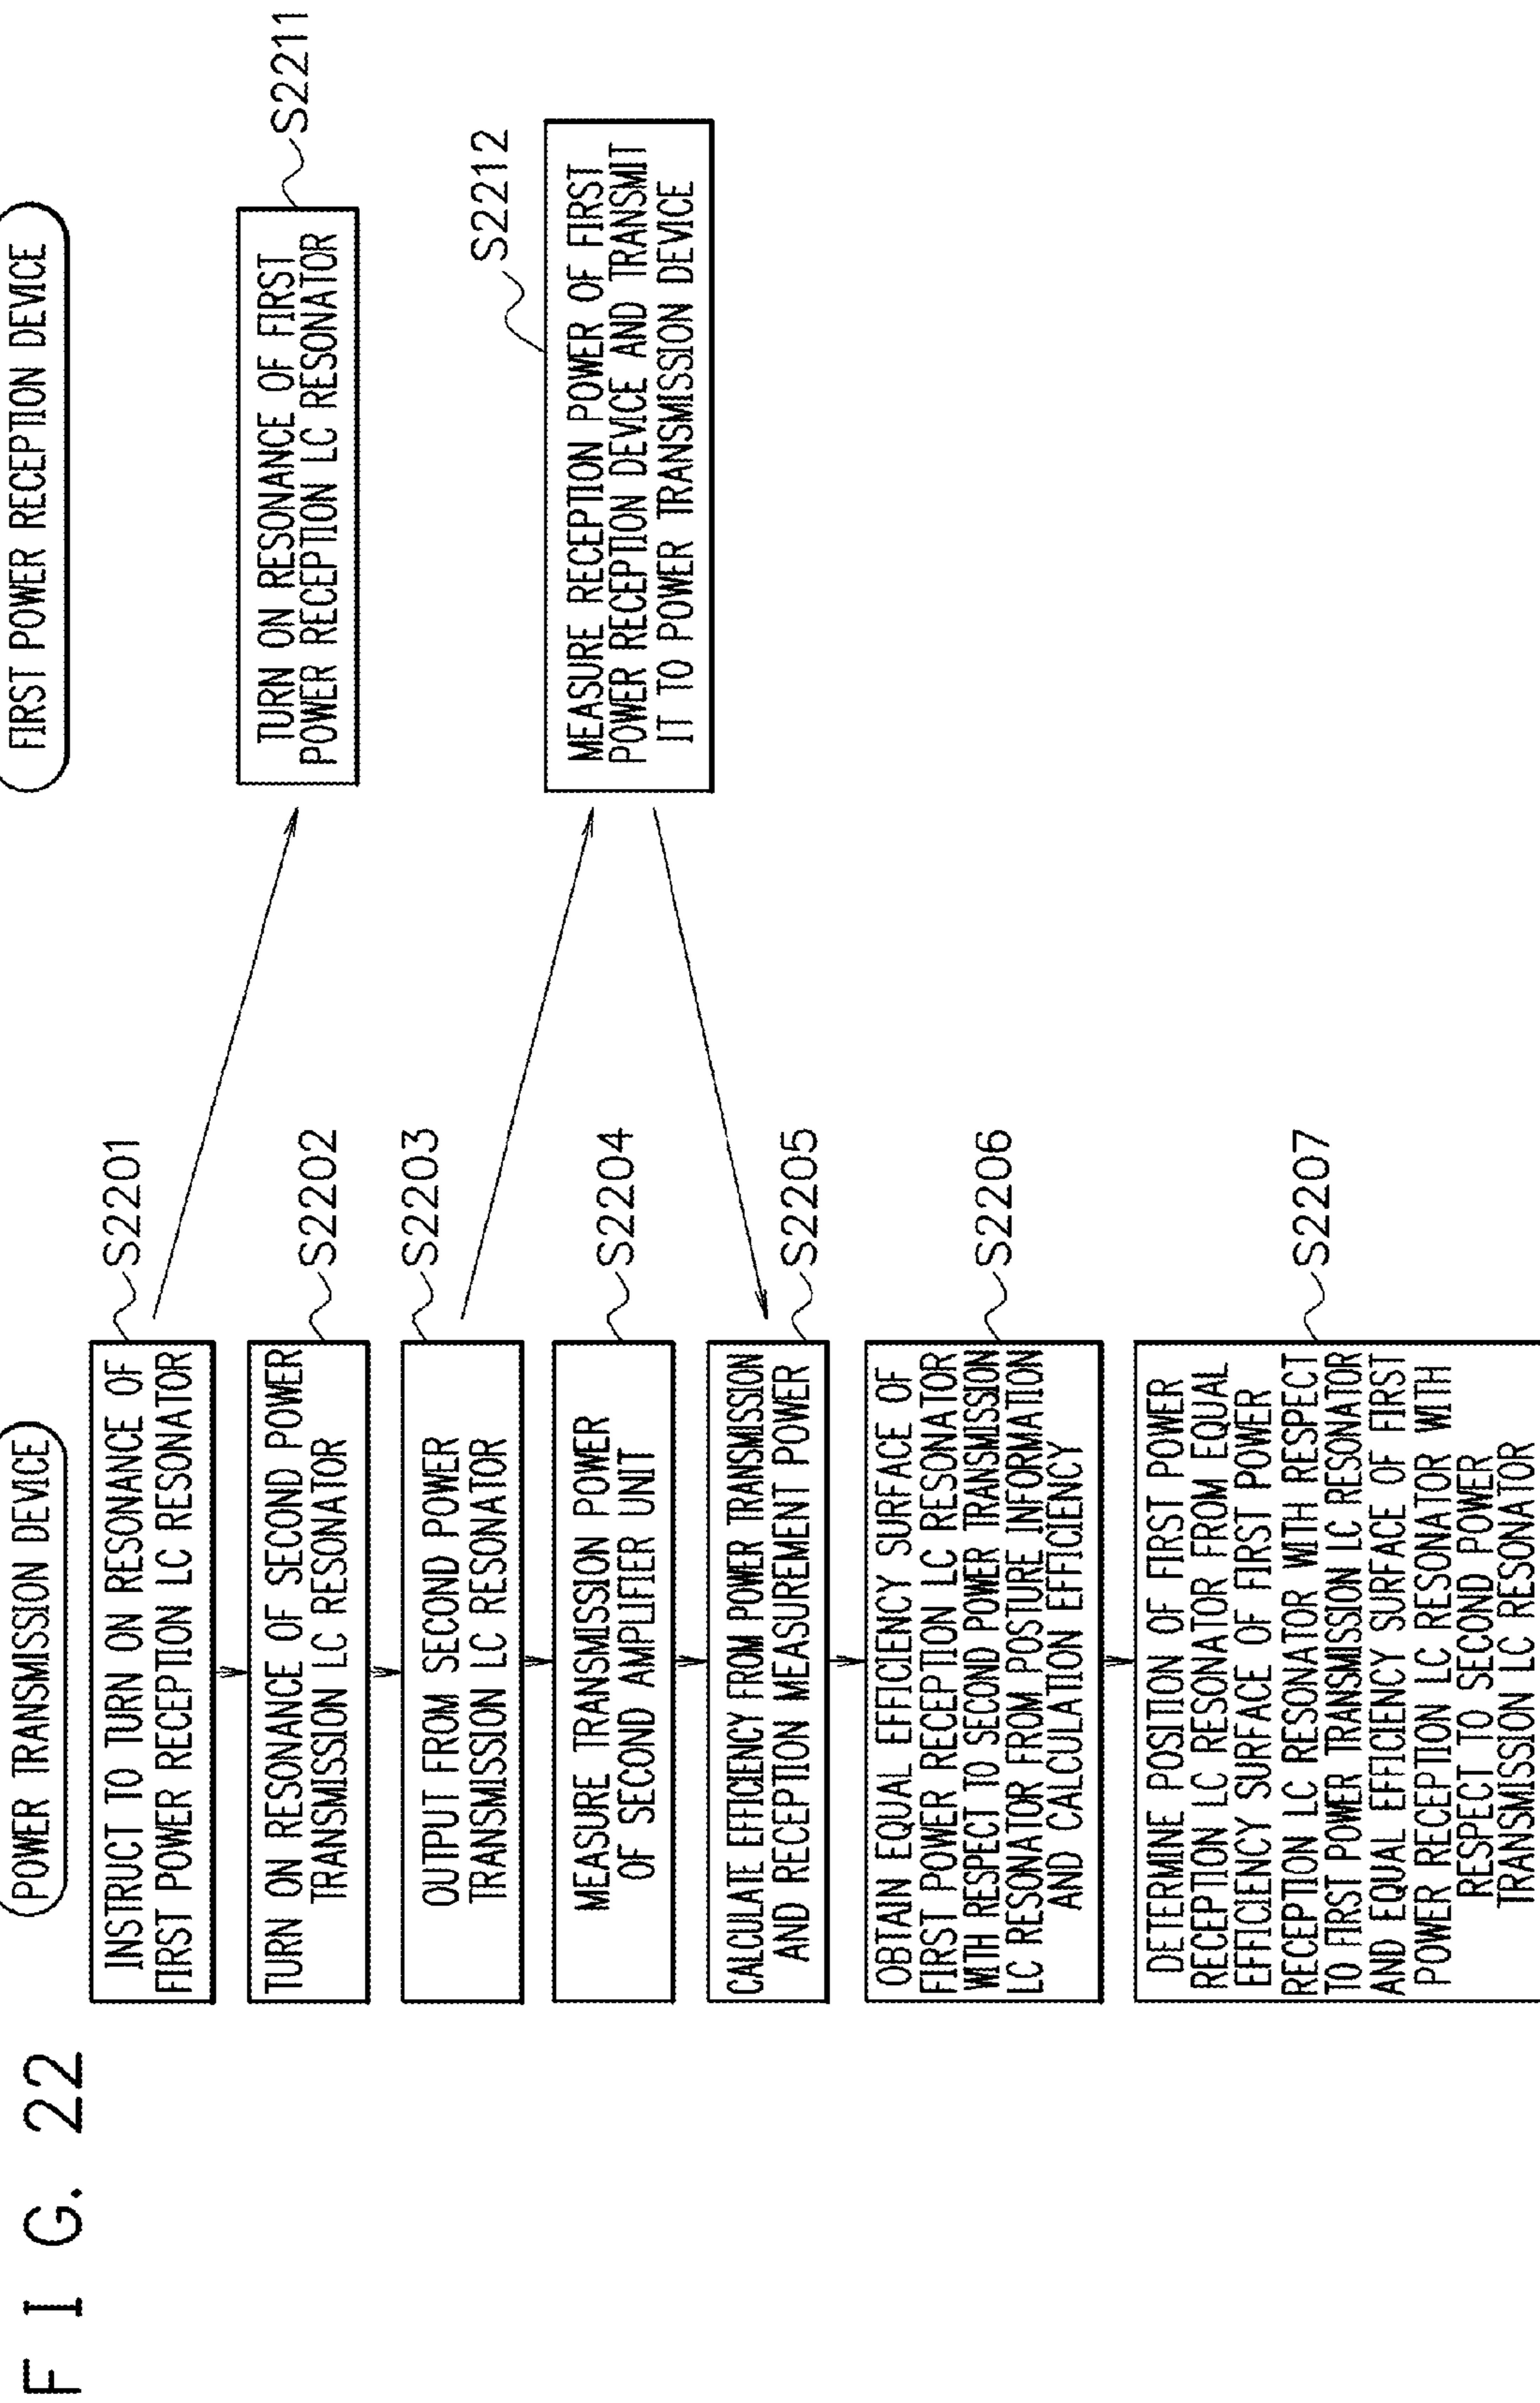 FIG. 22
POWER TRANSMISSION DEVICE
FIRST POWER RECEPTION DEVICE
INSTRUCT TO TURN ON RESONANCE OF
FIRST POWER RECEPTION LC RESONATOR
S2201
TURN ON RESONANCE OF SECOND POWER
TRANSMISSION LC RESONATOR
S2202
TURN ON RESONANCE OF FIRST
POWER RECEPTION LC RESONATOR
S2211
OUTPUT FROM SECOND POWER
TRANSMISSION LC RESONATOR
S2203
MEASURE TRANSMISSION POWER
OF SECOND AMPLIFIER UNIT
S2204
MEASURE RECEPTION POWER OF FIRST
POWER RECEPTION DEVICE AND TRANSMIT
IT TO POWER TRANSMISSION DEVICE
S2212
CALCULATE EFFICIENCY FROM POWER TRANSMISSION
AND RECEPTION MEASUREMENT POWER
S2205
OBTAIN EQUAL EFFICIENCY SURFACE OF
FIRST POWER RECEPTION LC RESONATOR
WITH RESPECT TO SECOND POWER TRANSMISSION
LC RESONATOR FROM POSTURE INFORMATION
AND CALCULATION EFFICIENCY
S2206
DETERMINE POSITION OF FIRST POWER
RECEPTION LC RESONATOR FROM EQUAL
EFFICIENCY SURFACE OF FIRST POWER
RECEPTION LC RESONATOR WITH RESPECT
TO FIRST POWER TRANSMISSION LC RESONATOR
AND EQUAL EFFICIENCY SURFACE OF FIRST
POWER RECEPTION LC RESONATOR WITH
RESPECT TO SECOND POWER
TRANSMISSION LC RESONATOR
S2207